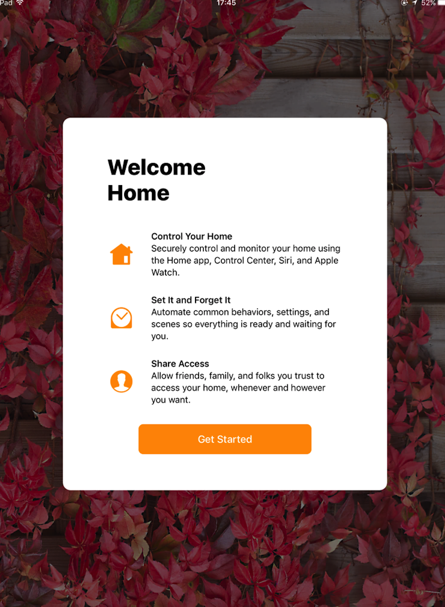 Pad
17:45
52%
Welcome
Home
Control Your Home
Securely control and monitor your home using
the Home app, Control Center, Siri, and Apple
Watch.
Set It and Forget It
Automate common behaviors, settings, and
scenes so everything is ready and waiting for
you.
Share Access
Allow friends, family, and folks you trust to
access your home, whenever and however
you want.
Get Started